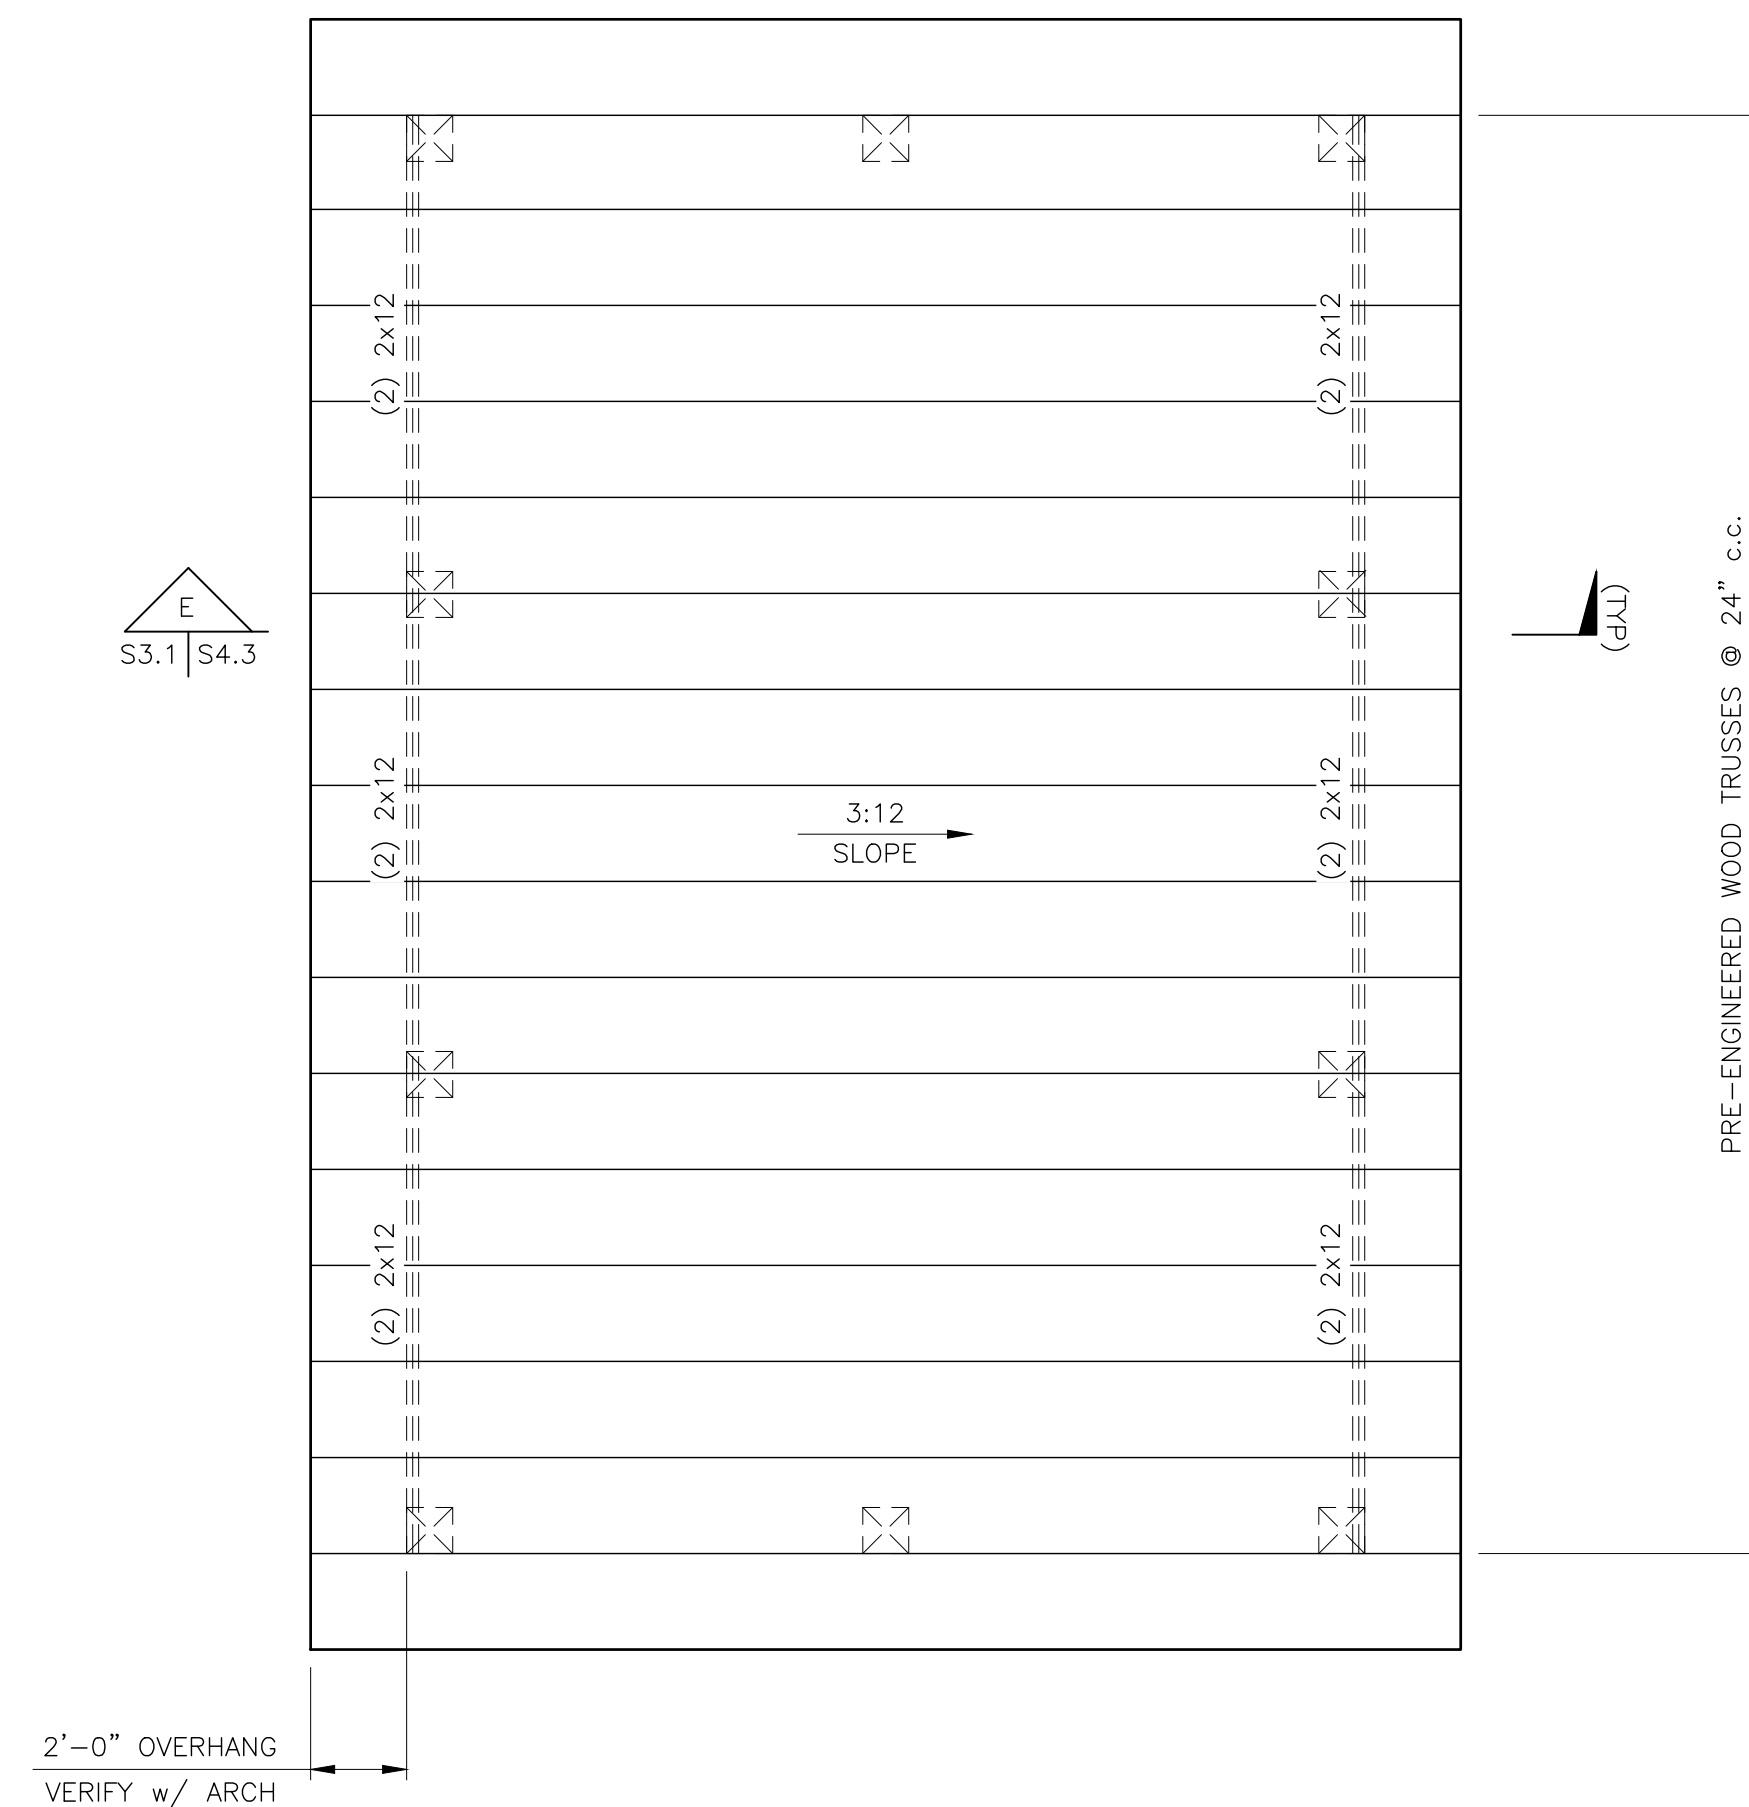 (2) 2x12
(2) 2x12
E
S3.1 S4.3
(TYP)
PRE-ENGINEERED WOOD TRUSSES @ 24" c.c.
(2) 2x12
(2) 2x12
3:12
SLOPE
(2) 2x12
(2) 2x12
2'-0" OVERHANG
VERIFY w/ ARCH